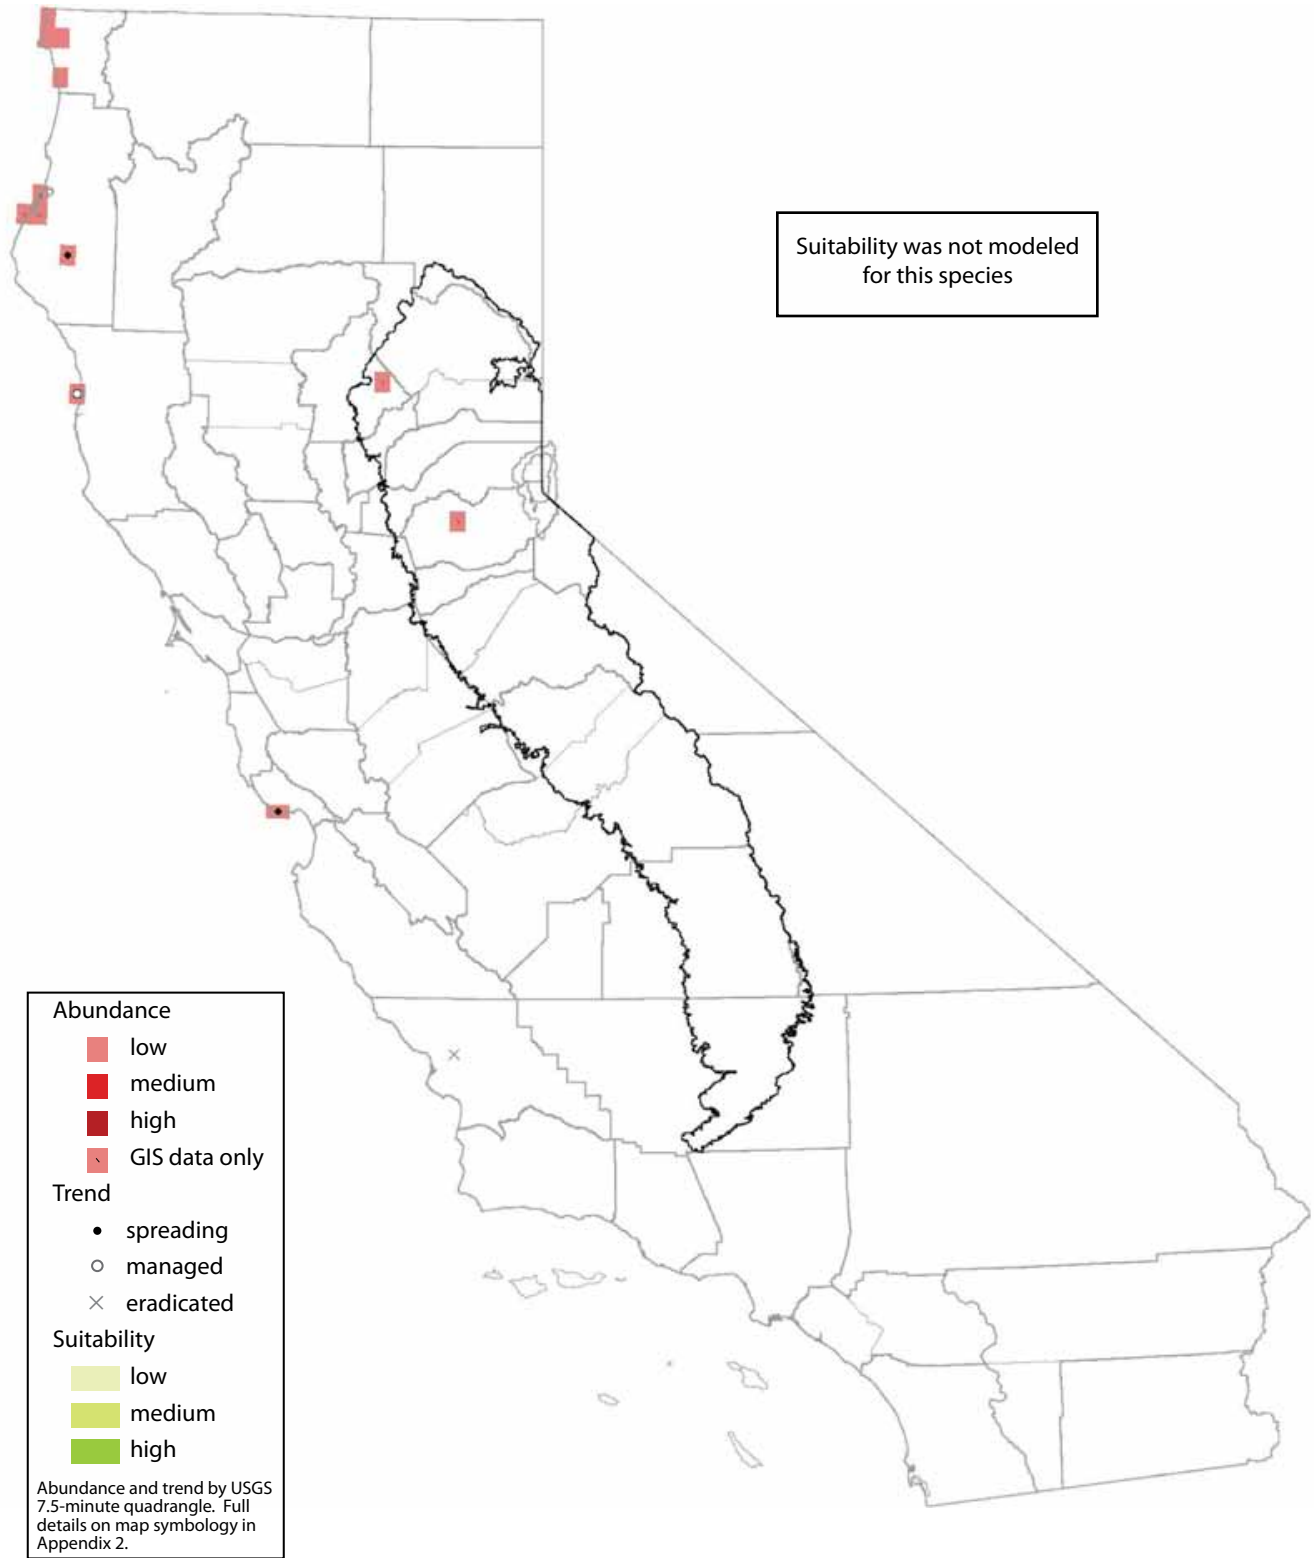 Suitability was not modeled
for this species
Abundance
low
medium
high
GIS data only
Trend
spreading
managed
eradicated
Suitability
low
medium
high
Abundance and trend by USGS
7.5-minute quadrangle. Full
details on map symbology in
Appendix 2.